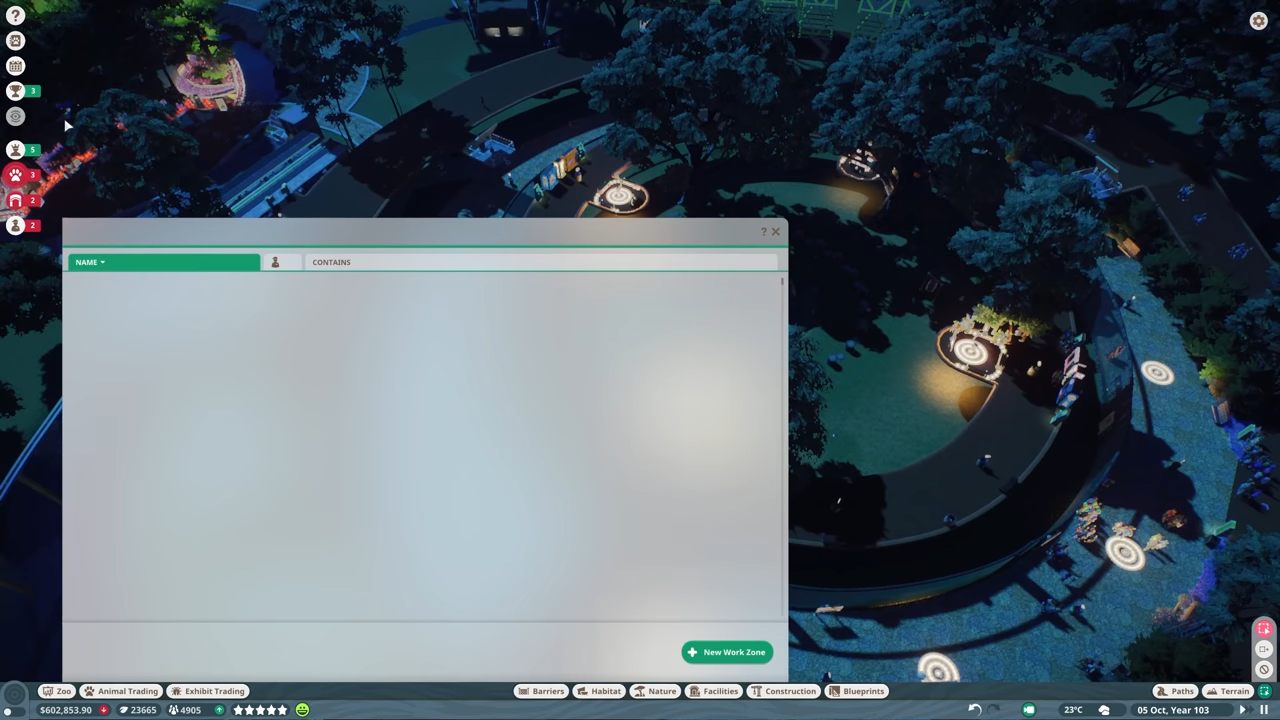 ?
3
5
3
2
2
? ×
NAME
CONTAINS
+ New Work Zone
Zoo
Animal Trading
Exhibit Trading
Barriers
Habitat
Nature
Facilities
Construction
Blueprints
Paths
Terrain
$602,853.90
23665
4905
23°C
05 Oct, Year 103